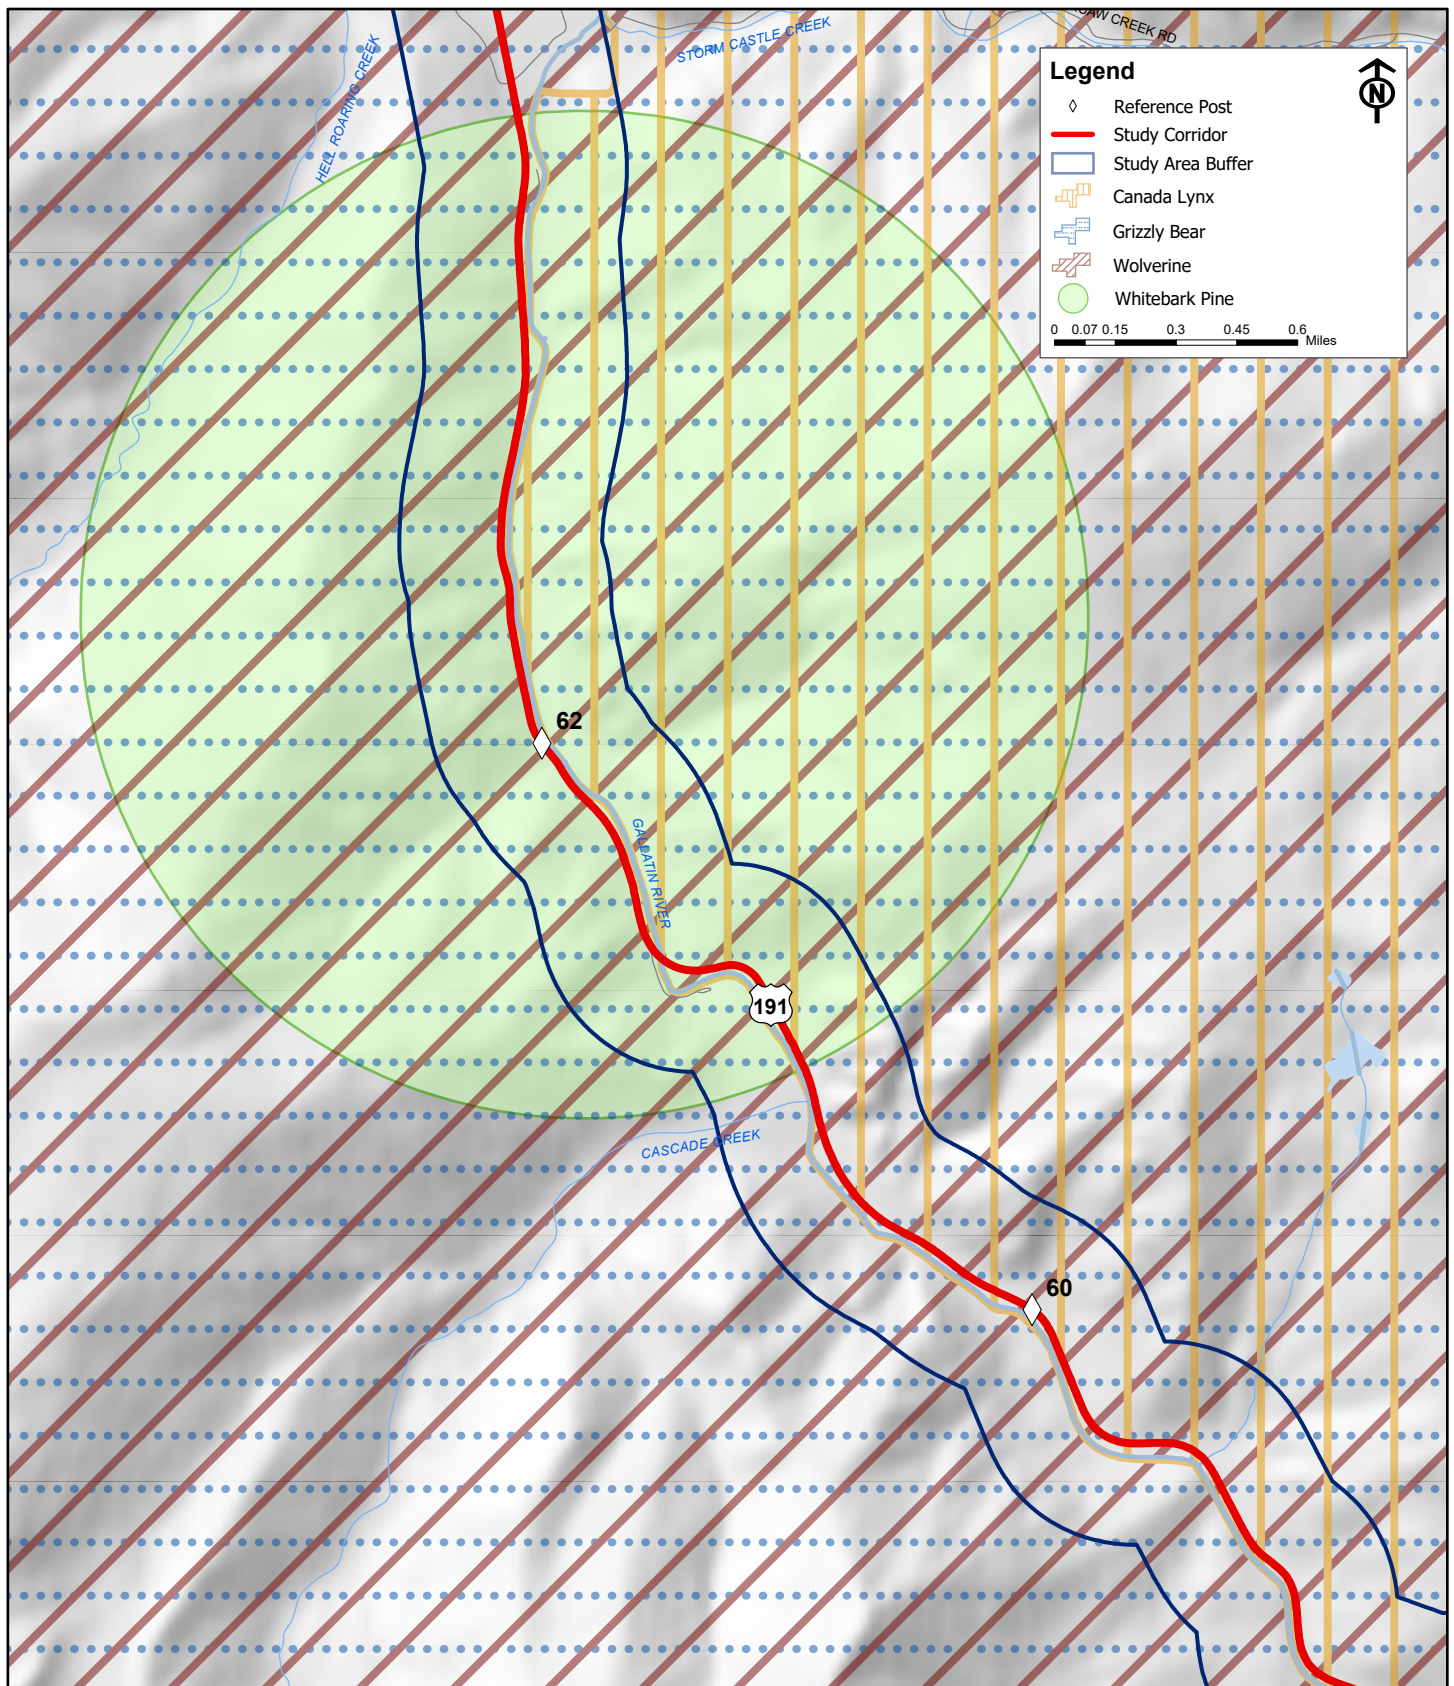 STORM CASTLE CREEK
CREEK RD
HELL ROARING CREEK
Legend
N
Reference Post
Study Corridor
Study Area Buffer
Canada Lynx
Grizzly Bear
Wolverine
Whitebark Pine
0 0.07 0.15 0.3 0.45 0.6
Miles
62
GALLATIN RIVER
191
CASCADE CREEK
60